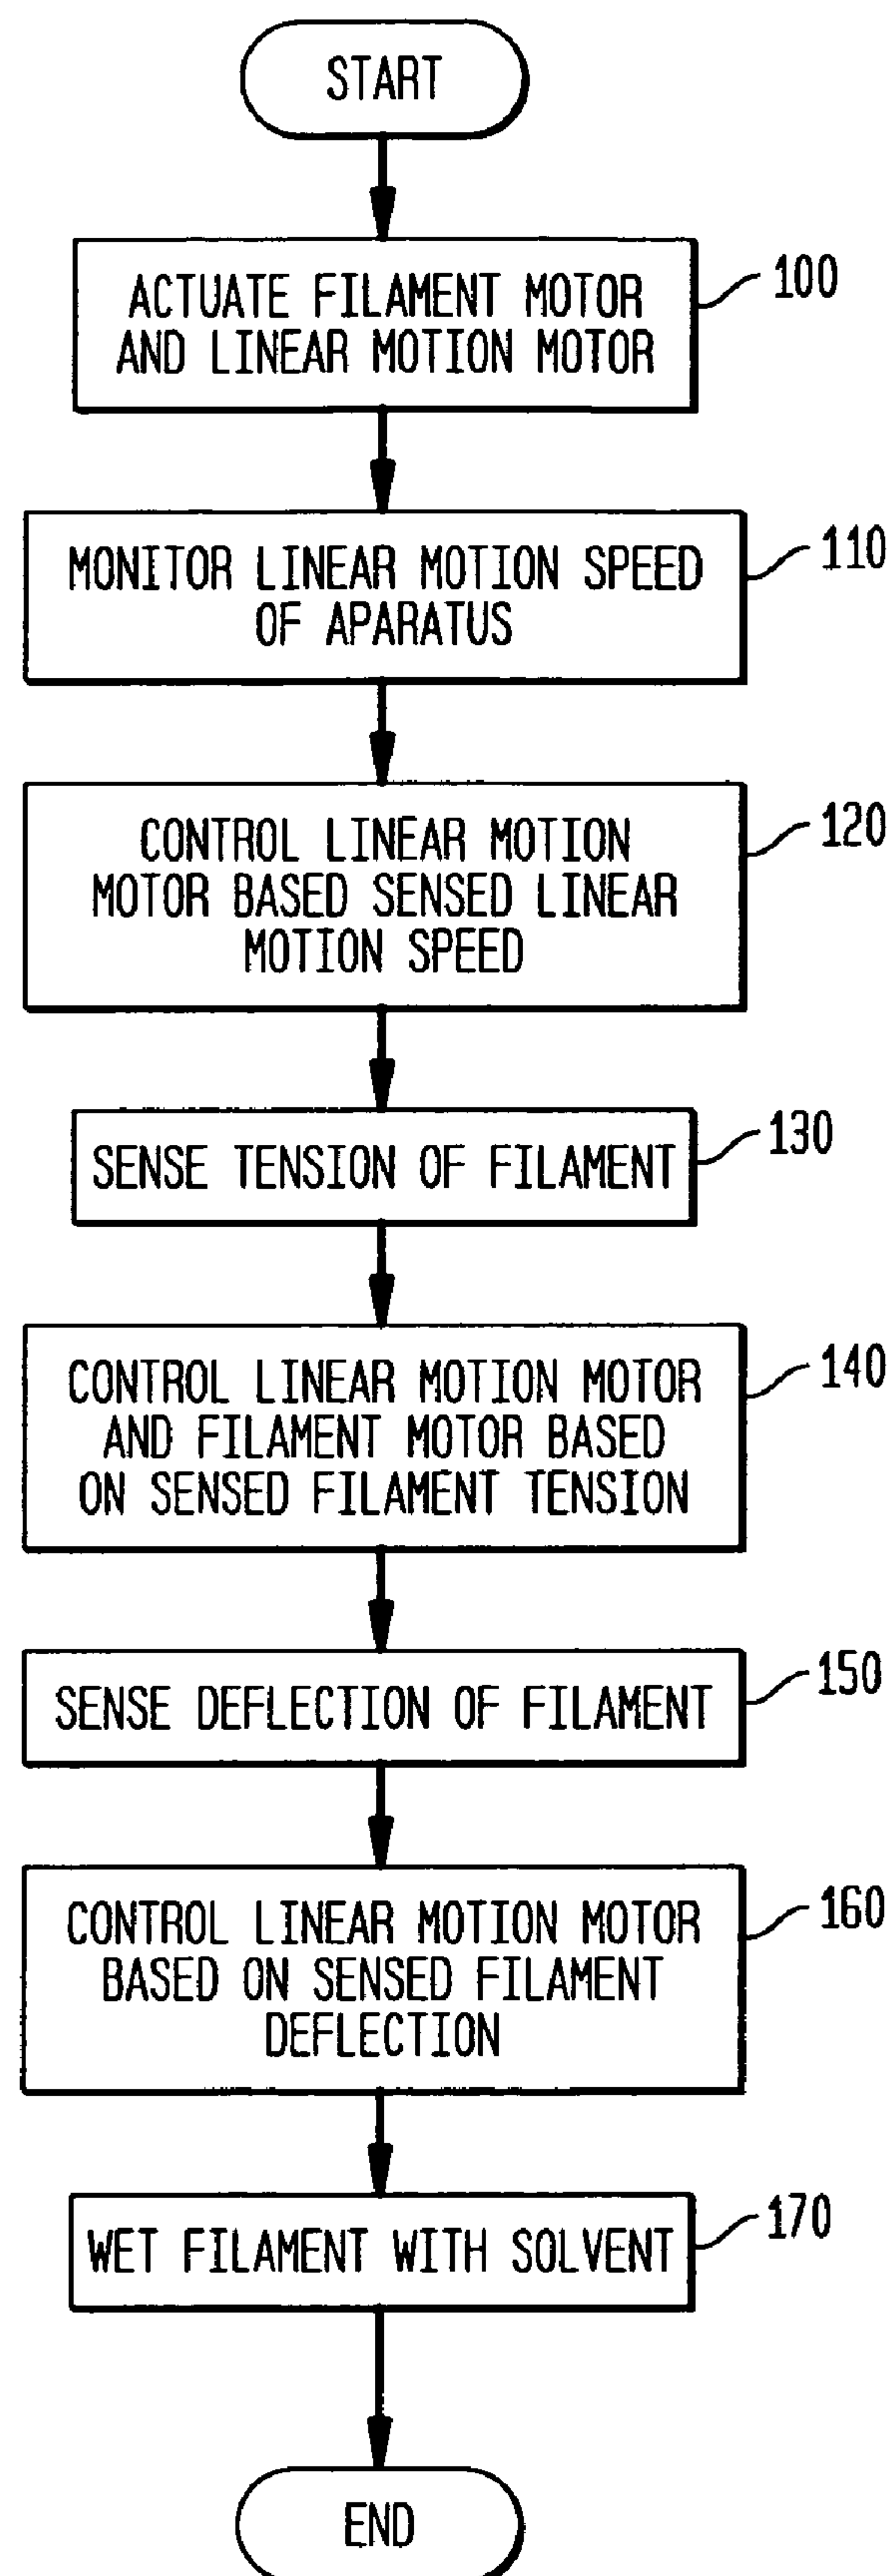 START
ACTUATE FILAMENT MOTOR
AND LINEAR MOTION MOTOR
100
MONITOR LINEAR MOTION SPEED
OF APARATUS
110
CONTROL LINEAR MOTION
MOTOR BASED SENSED LINEAR
MOTION SPEED
120
SENSE TENSION OF FILAMENT
130
CONTROL LINEAR MOTION MOTOR
AND FILAMENT MOTOR BASED
ON SENSED FILAMENT TENSION
140
SENSE DEFLECTION OF FILAMENT
150
CONTROL LINEAR MOTION MOTOR
BASED ON SENSED FILAMENT
DEFLECTION
160
WET FILAMENT WITH SOLVENT
170
END